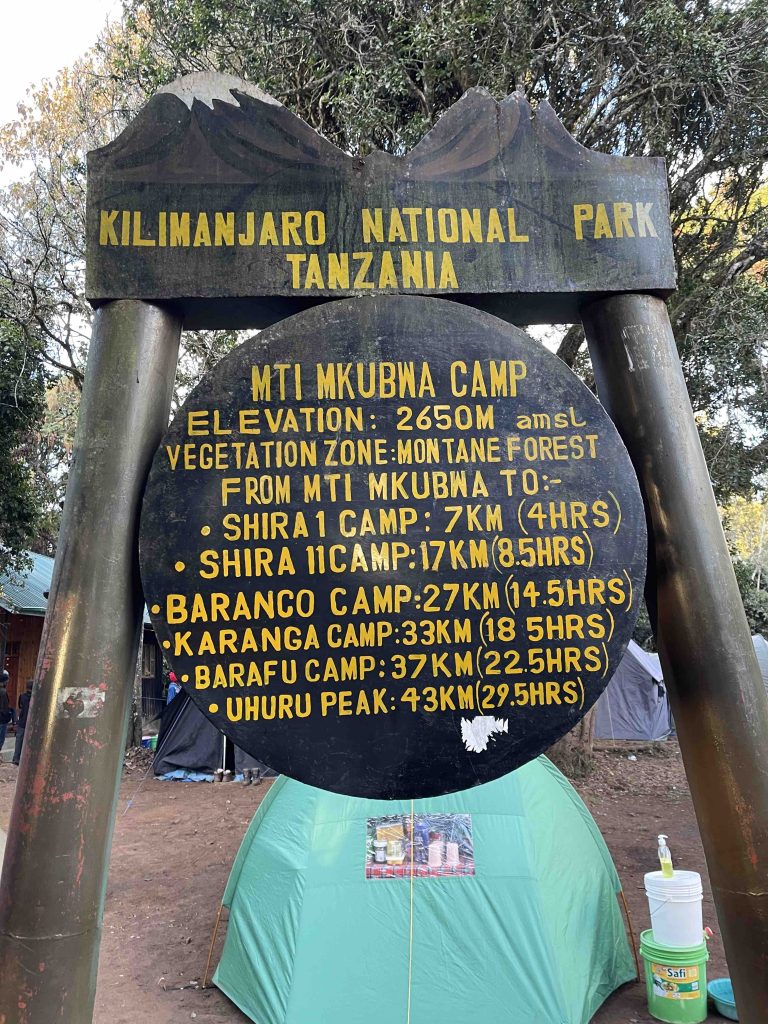 KILIMANJARO NATIONAL PARK
TANZANIA
MTI MKUBWA CAMP
ELEVATION: 2650M amsl
VEGETATION ZONE:MONTANE FOREST
FROM MTI MKUBWA TO:-
• SHIRA 1 CAMP: 7KM (4HRS)
• SHIRA 11 CAMP:17KM(8.5HRS)
• BARANCO CAMP:27KM(14.5HRS)
• KARANGA CAMP:33KM(18 5HRS)
• BARAFU CAMP:37KM(22.5HRS)
• UHURU PEAK:43KM(29.5HRS)
Safi